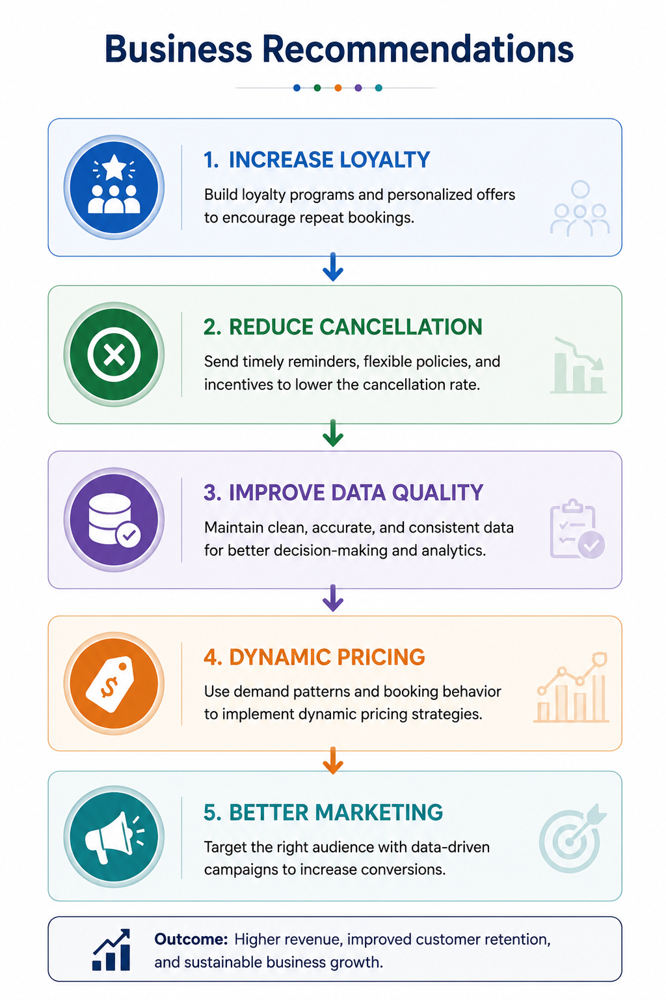 Business Recommendations
1. INCREASE LOYALTY
Build loyalty programs and personalized offers
to encourage repeat bookings.
2. REDUCE CANCELLATION
Send timely reminders, flexible policies, and
incentives to lower the cancellation rate.
3. IMPROVE DATA QUALITY
Maintain clean, accurate, and consistent data
for better decision-making and analytics.
$
4. DYNAMIC PRICING
Use demand patterns and booking behavior
to implement dynamic pricing strategies.
5. BETTER MARKETING
Target the right audience with data-driven
campaigns to increase conversions.
Outcome: Higher revenue, improved customer retention,
and sustainable business growth.